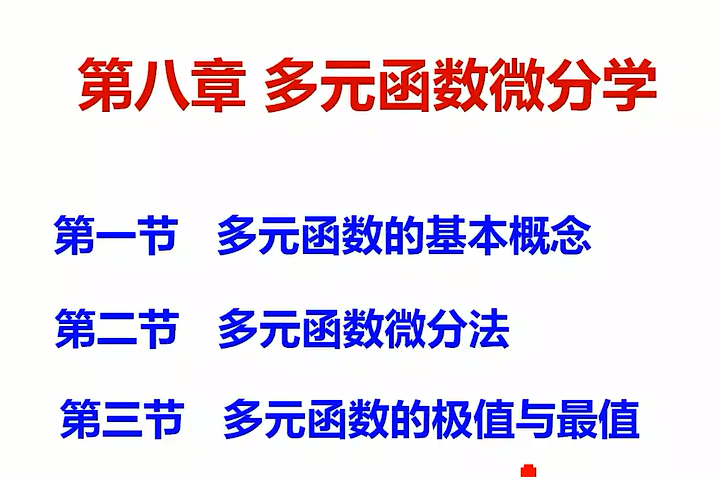 第八章 多元函数微分学
第一节 多元函数的基本概念
第二节 多元函数微分法
第三节 多元函数的极值与最值